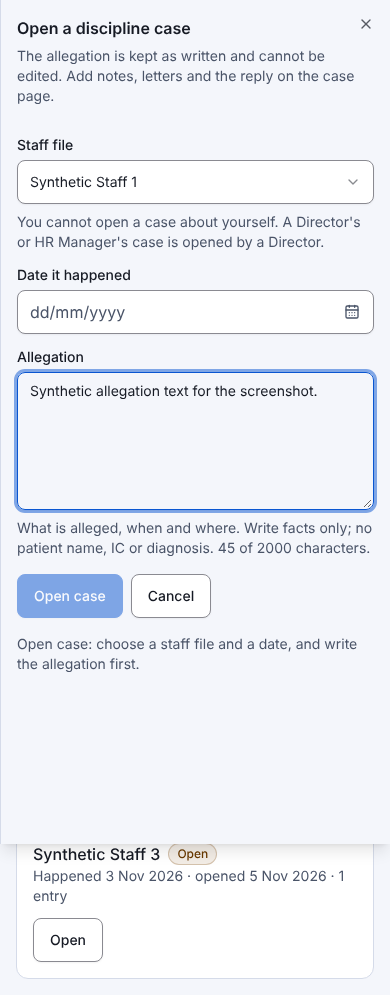 Open a discipline case
The allegation is kept as written and cannot be
edited. Add notes, letters and the reply on the case
page.
Staff file
Synthetic Staff 1
You cannot open a case about yourself. A Director's
or HR Manager's case is opened by a Director.
Date it happened
dd/mm/yyyy
Allegation
Synthetic allegation text for the screenshot.
What is alleged, when and where. Write facts only; no
patient name, IC or diagnosis. 45 of 2000 characters.
Open case
Cancel
Open case: choose a staff file and a date, and write
the allegation first.
Synthetic Staff 3 Open
Happened 3 Nov 2026 · opened 5 Nov 2026 · 1
entry
Open